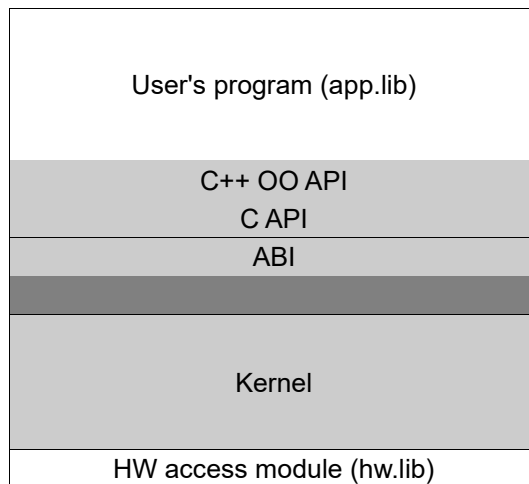 User's program (app.lib)
C++ OO API
C API
ABI
Kernel
HW access module (hw.lib)